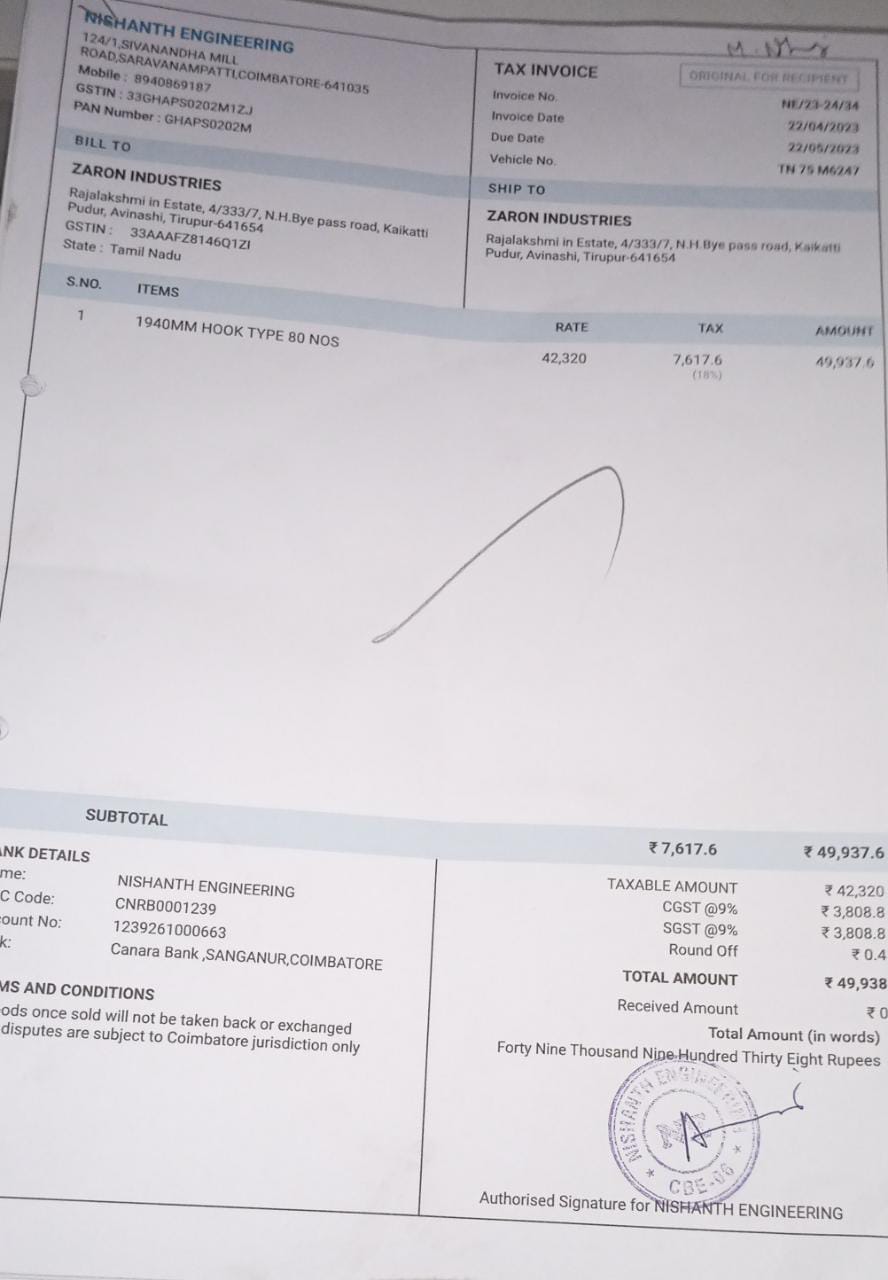 NISHANTH ENGINEERING
124/1,SIVANANDHA MILL
ROAD,SARAVANAMPATTI,COIMBATORE-641035
Mobile : 8940869187
GSTIN : 33GHAPS0202M1ZJ
PAN Number : GHAPS0202M
TAX INVOICE
ORIGINAL FOR RECIPIENT
Invoice No. NE/23-24/34
Invoice Date 22/04/2023
Due Date 22/05/2023
Vehicle No. TN 75 M6247
BILL TO
ZARON INDUSTRIES
Rajalakshmi in Estate, 4/333/7, N.H.Bye pass road, Kaikatti
Pudur, Avinashi, Tirupur-641654
GSTIN : 33AAAFZ8146Q1ZI
State : Tamil Nadu
SHIP TO
ZARON INDUSTRIES
Rajalakshmi in Estate, 4/333/7, N.H.Bye pass road, Kaikatti
Pudur, Avinashi, Tirupur-641654
S.NO. ITEMS RATE TAX AMOUNT
1 1940MM HOOK TYPE 80 NOS 42,320 7,617.6 49,937.6
(18%)
SUBTOTAL ₹ 7,617.6 ₹ 49,937.6
ANK DETAILS
me: NISHANTH ENGINEERING
C Code: CNRB0001239
ount No: 1239261000663
k: Canara Bank ,SANGANUR,COIMBATORE
MS AND CONDITIONS
ods once sold will not be taken back or exchanged
disputes are subject to Coimbatore jurisdiction only
TAXABLE AMOUNT ₹ 42,320
CGST @9% ₹ 3,808.8
SGST @9% ₹ 3,808.8
Round Off ₹ 0.4
TOTAL AMOUNT ₹ 49,938
Received Amount ₹ 0
Total Amount (in words)
Forty Nine Thousand Nine Hundred Thirty Eight Rupees
NISHANTH ENGINEERING
CBE-06
Authorised Signature for NISHANTH ENGINEERING